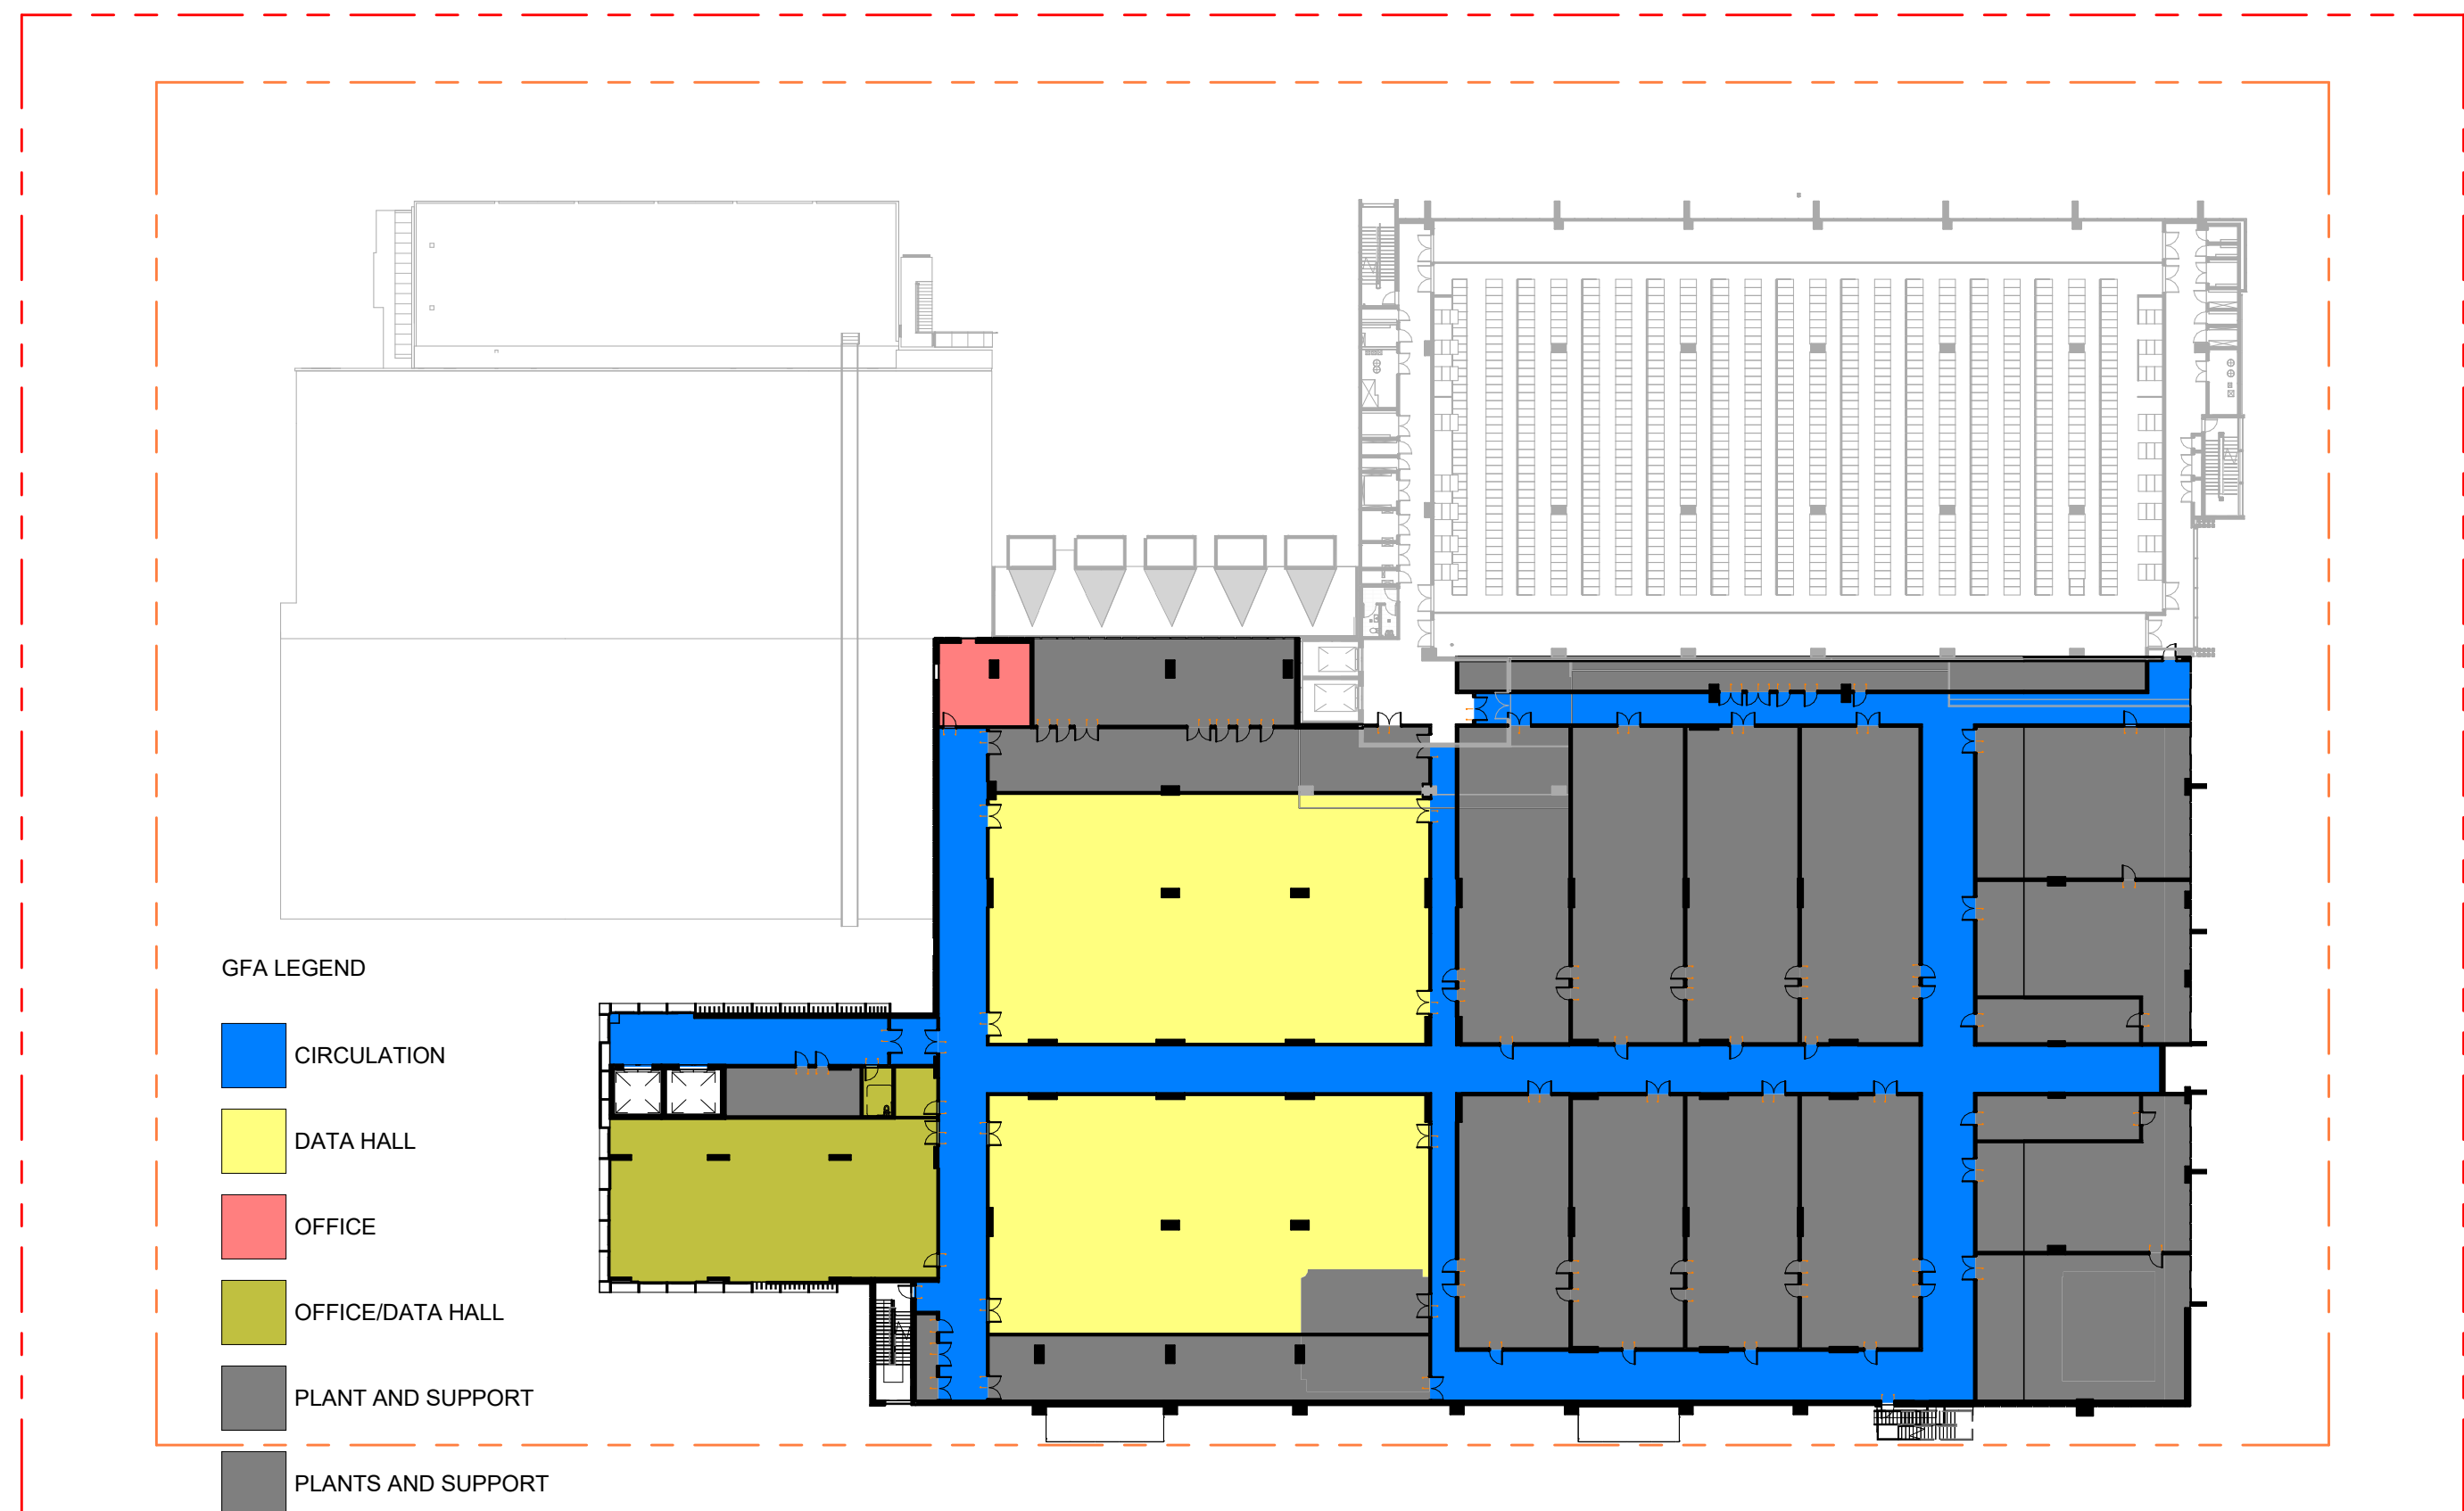 GFA LEGEND
CIRCULATION
DATA HALL
OFFICE
OFFICE/DATA HALL
PLANT AND SUPPORT
PLANTS AND SUPPORT